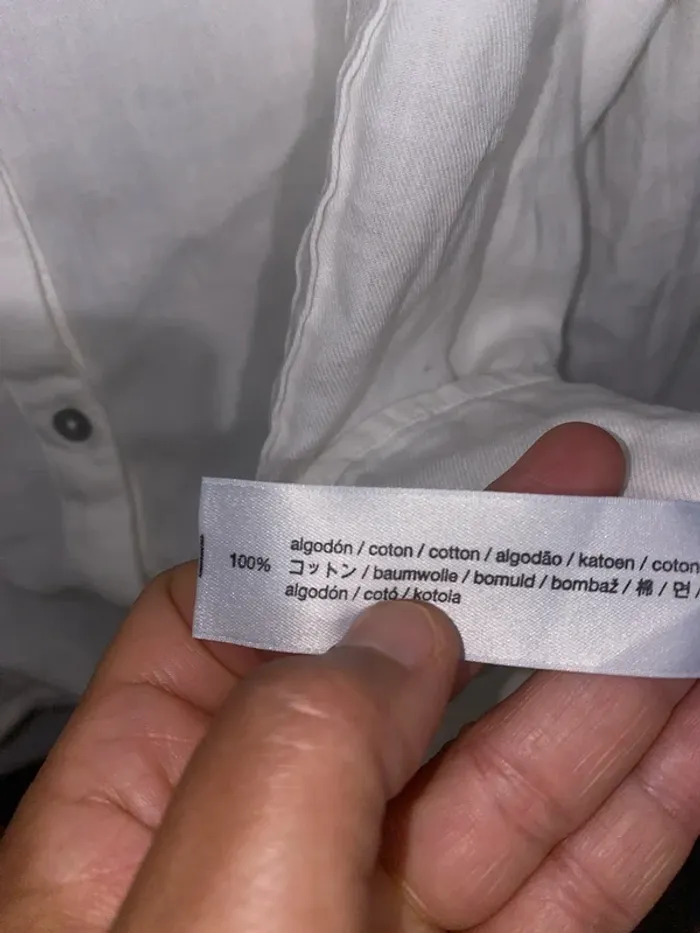 100% algodón / coton / cotton / algodão / katoen / coton
コットン / baumwolle / bomuld / bombaž / 棉 / 면 /
algodón / cotó / kotoia